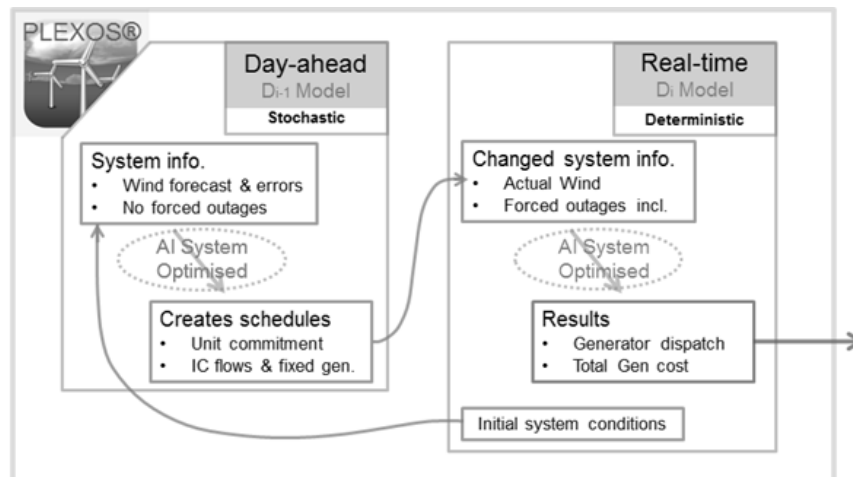 PLEXOS®
Day-ahead
Di-1 Model
Stochastic
System info.
• Wind forecast & errors
• No forced outages
AI System
Optimised
Creates schedules
• Unit commitment
• IC flows & fixed gen.
Real-time
Di Model
Deterministic
Changed system info.
• Actual Wind
• Forced outages incl.
AI System
Optimised
Results
• Generator dispatch
• Total Gen cost
Initial system conditions